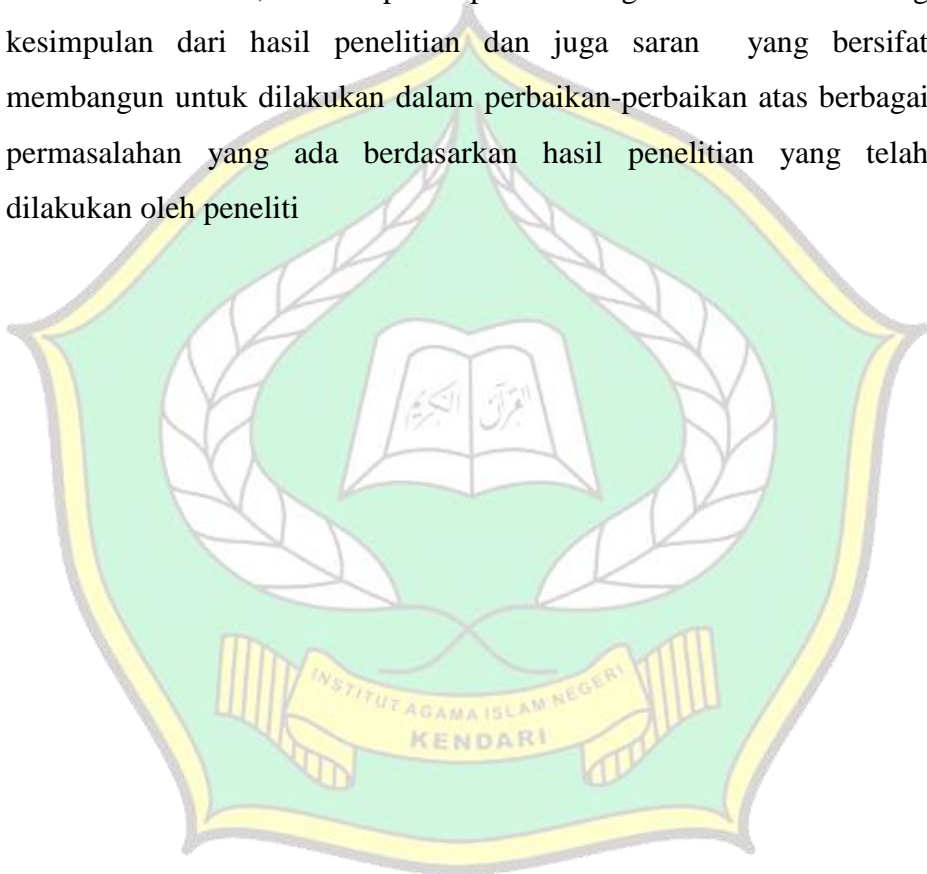 kesimpulan dari hasil penelitian dan juga saran yang bersifat
membangun untuk dilakukan dalam perbaikan-perbaikan atas berbagai
permasalahan yang ada berdasarkan hasil penelitian yang telah
dilakukan oleh peneliti
القرآن الكريم
INSTITUT AGAMA ISLAM NEGERI
KENDARI